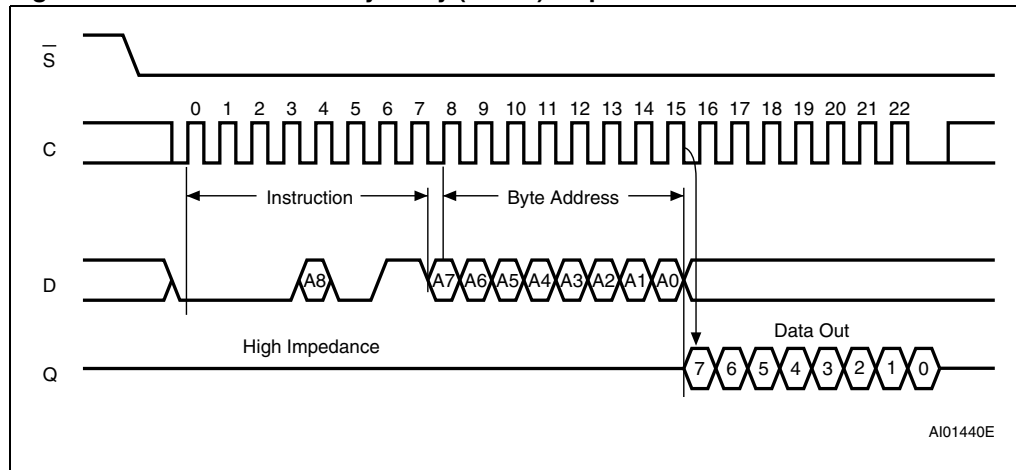 S
0 1 2 3 4 5 6 7 8 9 10 11 12 13 14 15 16 17 18 19 20 21 22
C
Instruction Byte Address
D A8 A7 A6 A5 A4 A3 A2 A1 A0
High Impedance Data Out
Q 7 6 5 4 3 2 1 0
AI01440E